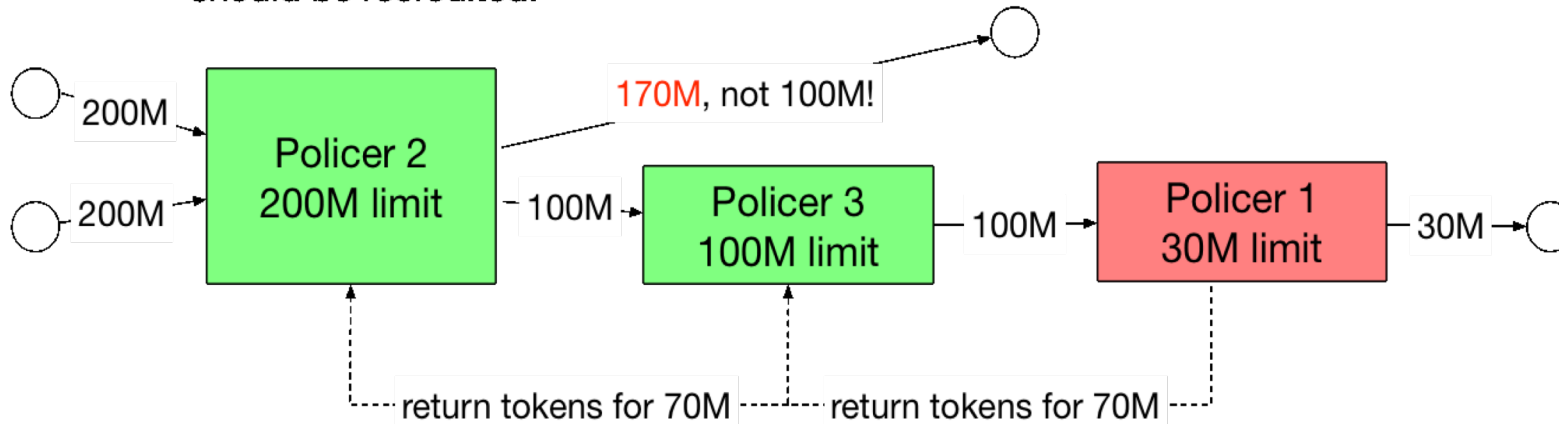 200M
200M
Policer 2
200M limit
170M, not 100M!
100M
Policer 3
100M limit
100M
Policer 1
30M limit
30M
return tokens for 70M
return tokens for 70M